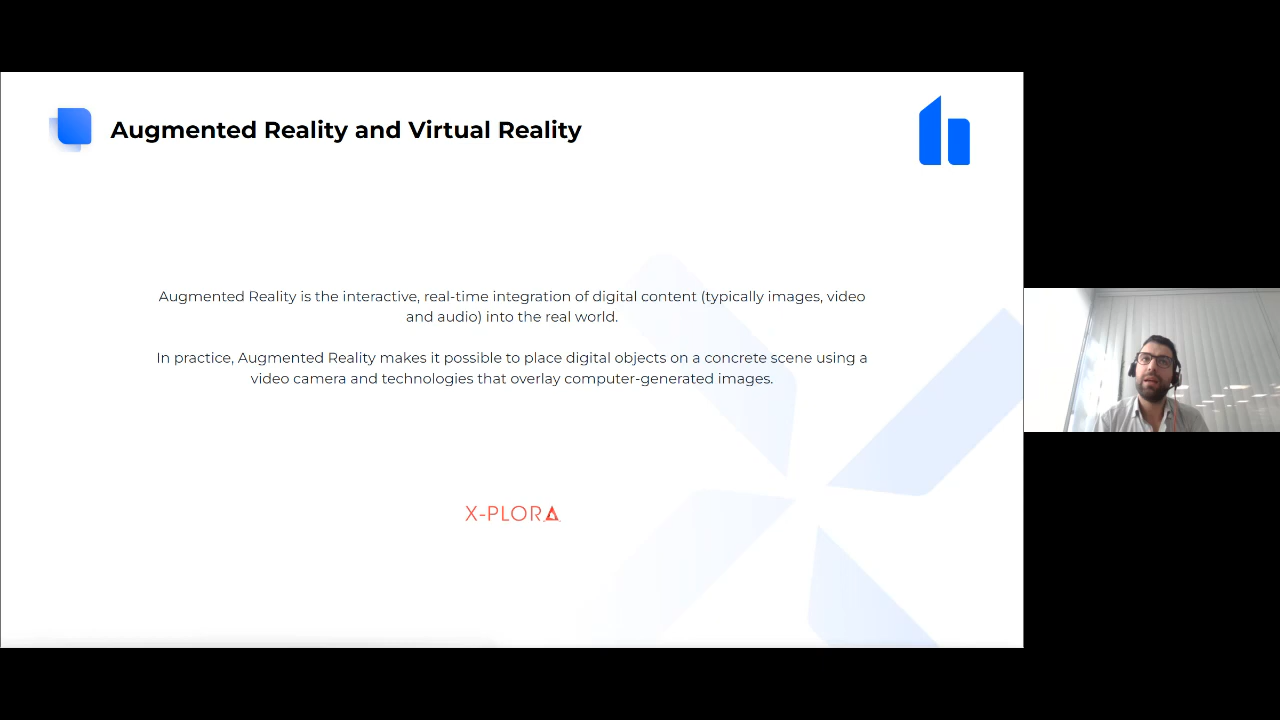 Augmented Reality and Virtual Reality
Augmented Reality is the interactive, real-time integration of digital content (typically images, video
and audio) into the real world.
In practice, Augmented Reality makes it possible to place digital objects on a concrete scene using a
video camera and technologies that overlay computer-generated images.
X-PLORA